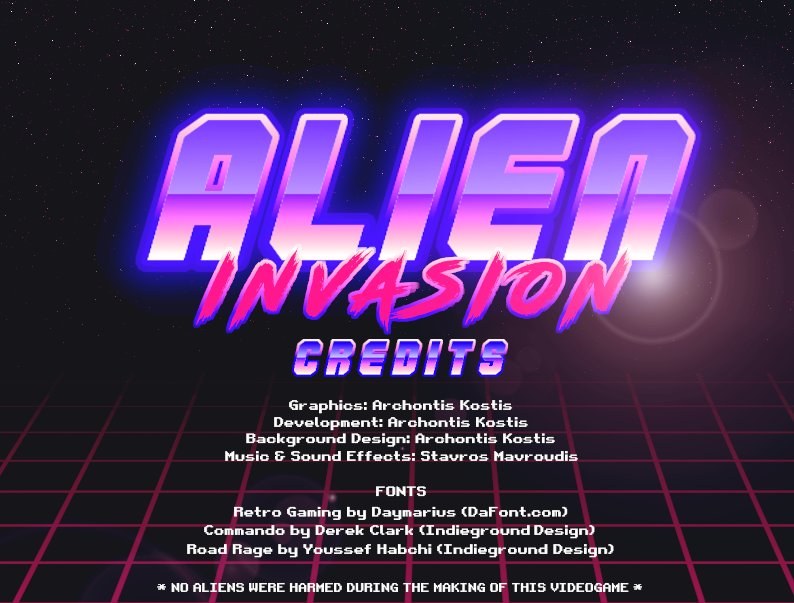 ALIEN
INVASION
CREDITS
Graphics: Archontis Kostis
Development: Archontis Kostis
Background Design: Archontis Kostis
Music & Sound Effects: Stavros Mavroudis
FONTS
Retro Gaming by Daymarius (DaFont.com)
Commando by Derek Clark (Indieground Design)
Road Rage by Youssef Habchi (Indieground Design)
* NO ALIENS WERE HARMED DURING THE MAKING OF THIS VIDEOGAME *